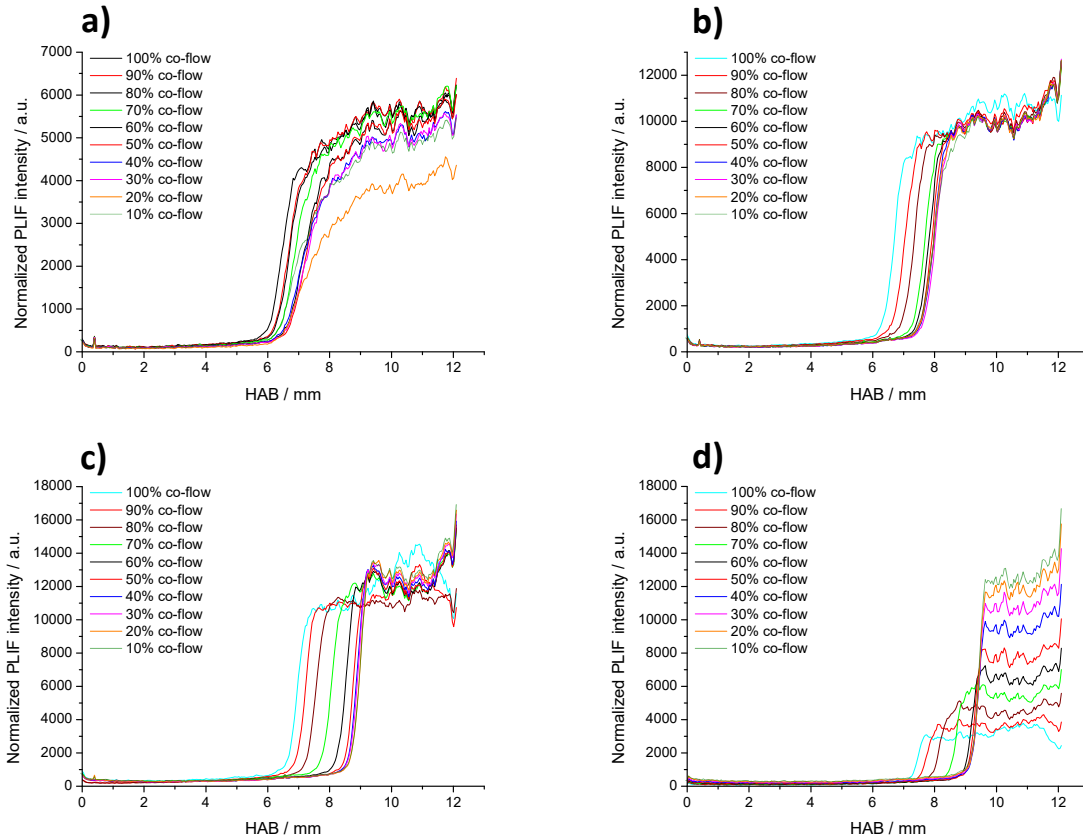 a)
Normalized PLIF intensity / a.u.
7000
6000
5000
4000
3000
2000
1000
0
100% co-flow
90% co-flow
80% co-flow
70% co-flow
60% co-flow
50% co-flow
40% co-flow
30% co-flow
20% co-flow
10% co-flow
0 2 4 6 8 10 12
HAB / mm
b)
Normalized PLIF intensity / a.u.
12000
10000
8000
6000
4000
2000
0
100% co-flow
90% co-flow
80% co-flow
70% co-flow
60% co-flow
50% co-flow
40% co-flow
30% co-flow
20% co-flow
10% co-flow
0 2 4 6 8 10 12
HAB / mm
c)
Normalized PLIF intensity / a.u.
18000
16000
14000
12000
10000
8000
6000
4000
2000
0
100% co-flow
90% co-flow
80% co-flow
70% co-flow
60% co-flow
50% co-flow
40% co-flow
30% co-flow
20% co-flow
10% co-flow
0 2 4 6 8 10 12
HAB / mm
d)
Normalized PLIF intensity / a.u.
18000
16000
14000
12000
10000
8000
6000
4000
2000
0
100% co-flow
90% co-flow
80% co-flow
70% co-flow
60% co-flow
50% co-flow
40% co-flow
30% co-flow
20% co-flow
10% co-flow
0 2 4 6 8 10 12
HAB / mm